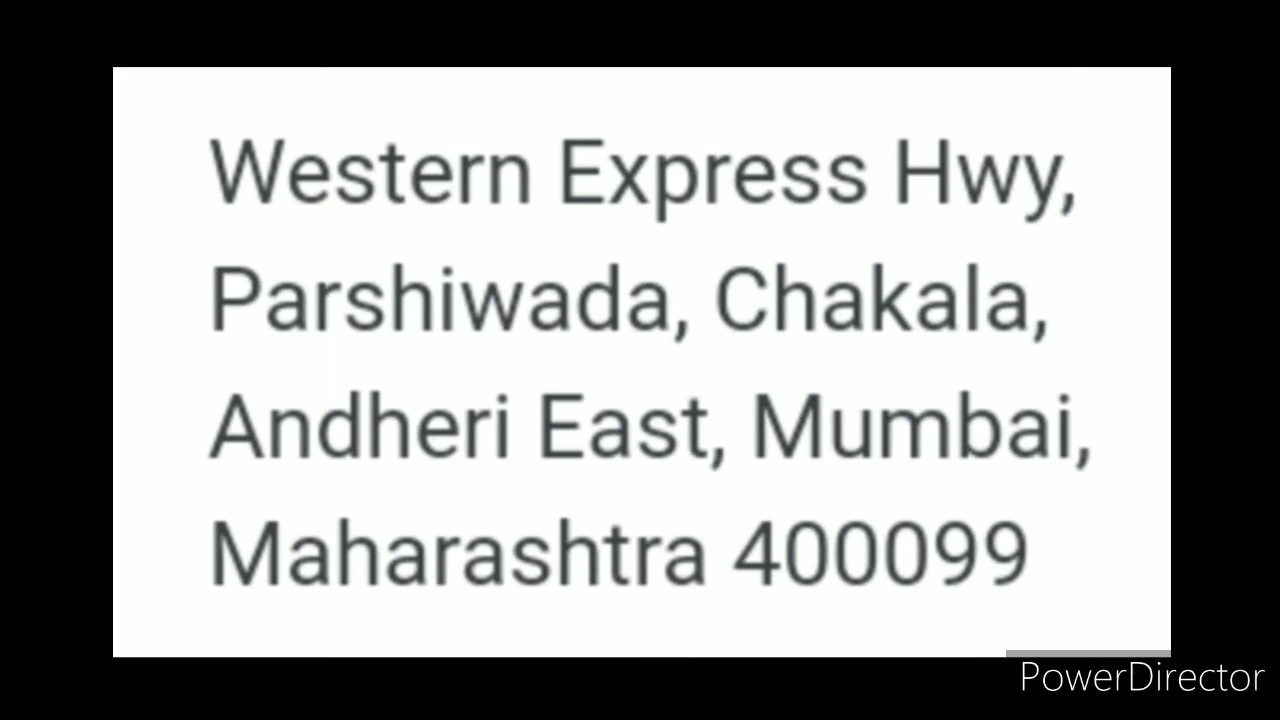 Western Express Hwy,
Parshiwada, Chakala,
Andheri East, Mumbai,
Maharashtra 400099
PowerDirector